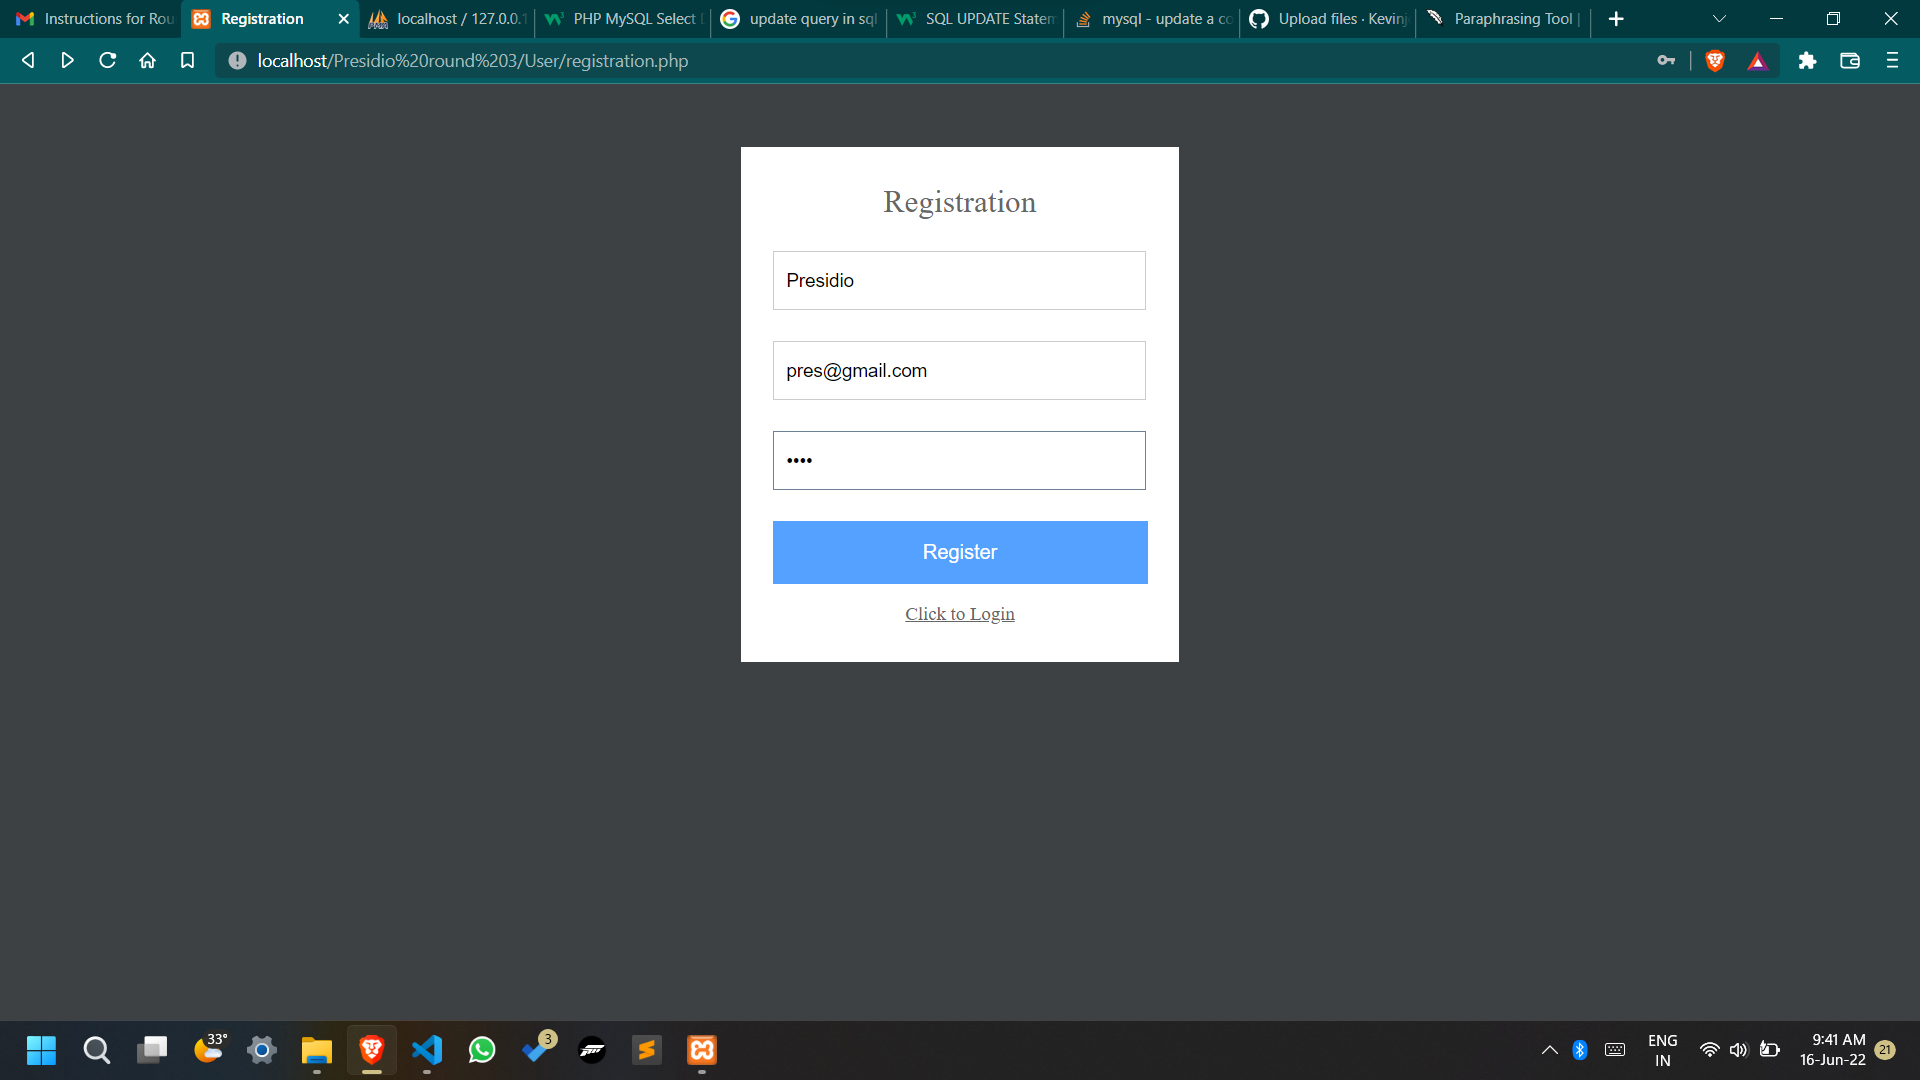 Instructions for Rou
Registration
localhost / 127.0.0.1
PHP MySQL Select
update query in sql
SQL UPDATE Statem
mysql - update a co
Upload files · Kevinj
Paraphrasing Tool |
localhost/Presidio%20round%203/User/registration.php
Registration
Presidio
pres@gmail.com
••••
Register
Click to Login
33°
3
ENG
IN
9:41 AM
16-Jun-22
21